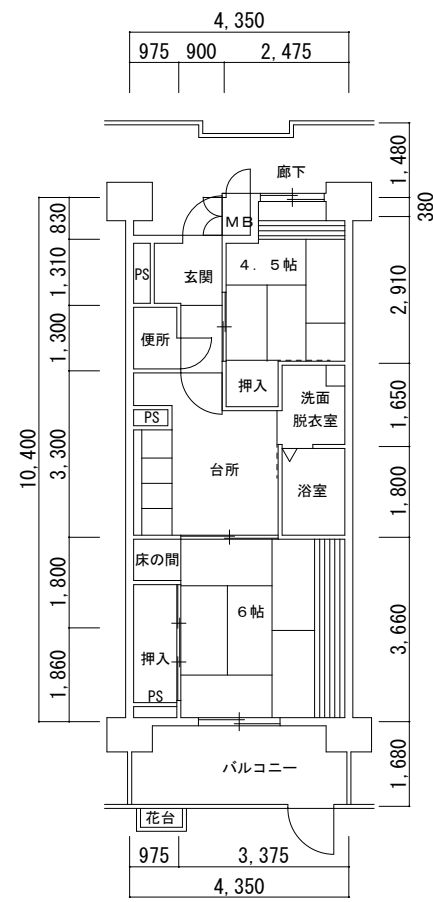 4,350
975 900 2,475
廊下
1,480
380
830
MB
1,310
PS
玄関
4．5帖
2,910
1,300
便所
押入
洗面
脱衣室
1,650
PS
10,400
3,300
台所
浴室
1,800
床の間
1,800
6帖
3,660
押入
1,860
PS
バルコニー
1,680
花台
975 3,375
4,350